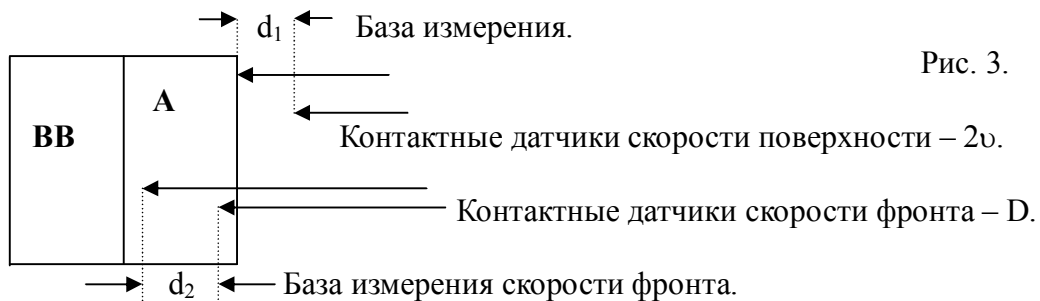 d₁ База измерения.
Рис. 3.
А
ВВ
Контактные датчики скорости поверхности – 2υ.
Контактные датчики скорости фронта – D.
d₂ База измерения скорости фронта.